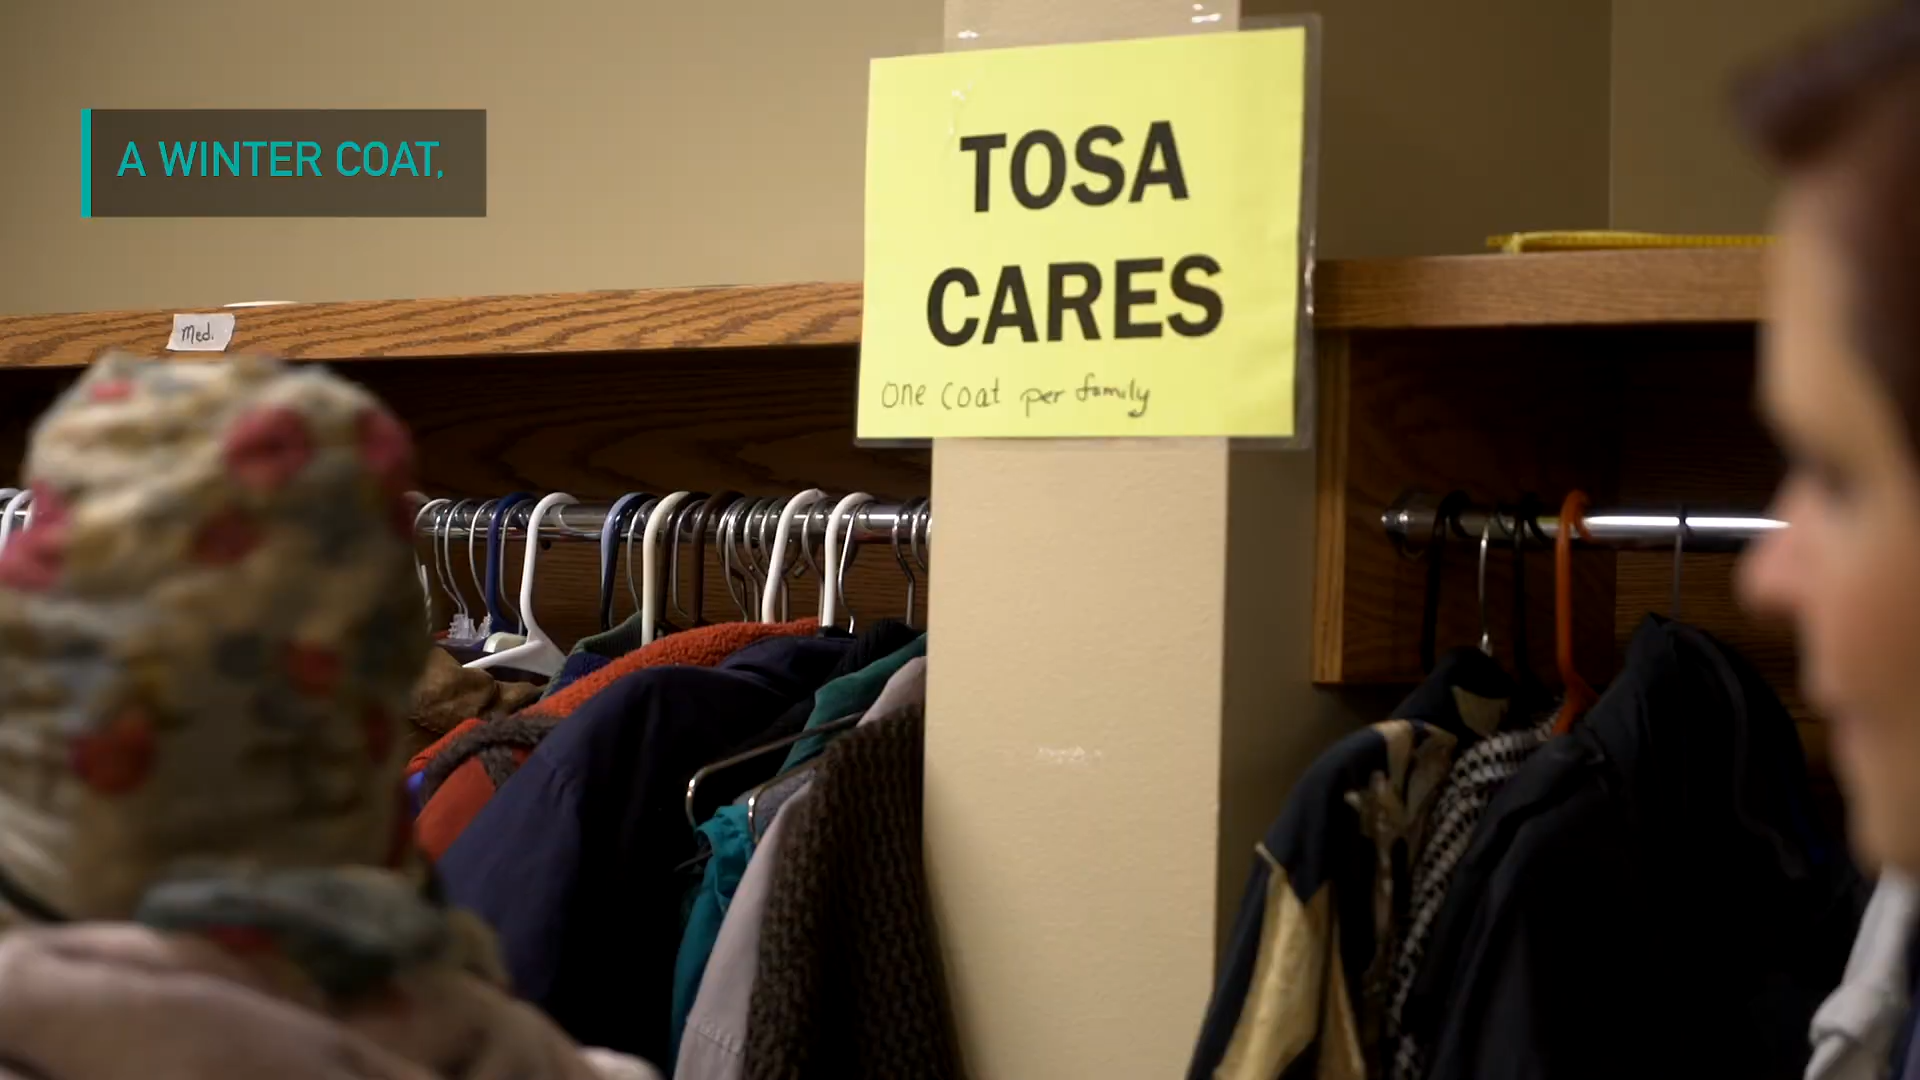 A WINTER COAT,
TOSA
CARES
one coat per family
Med.